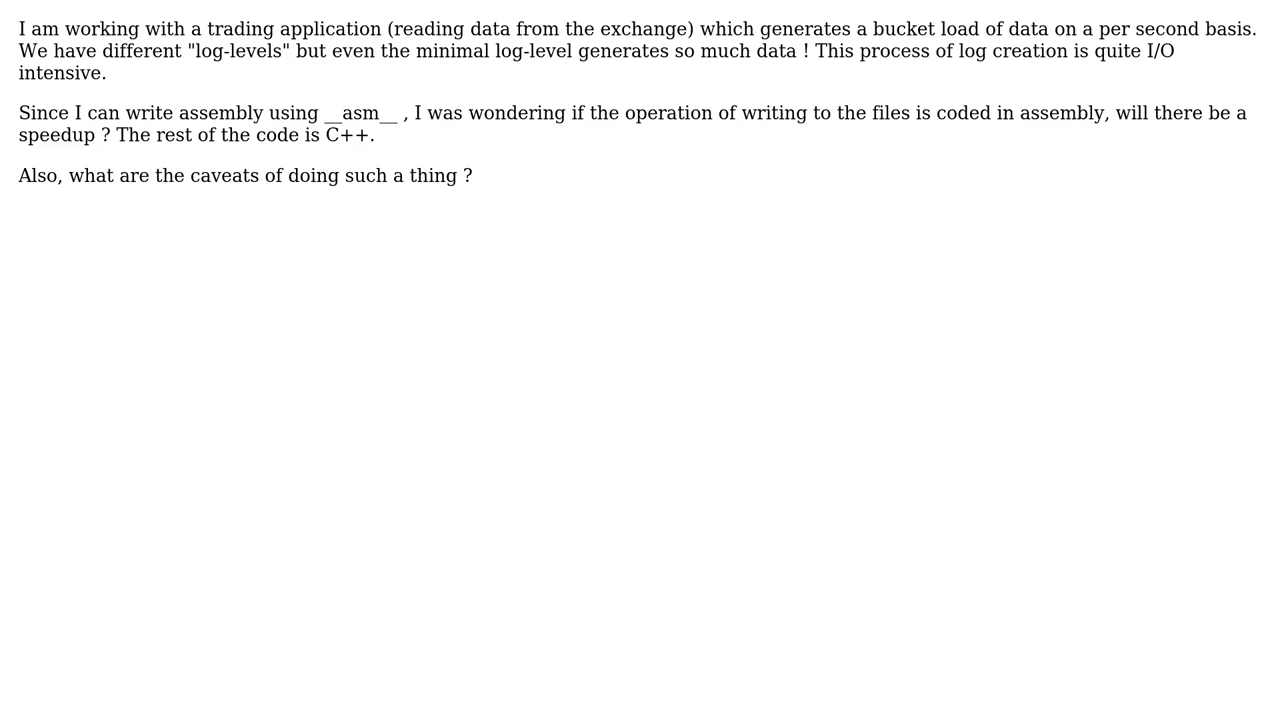 I am working with a trading application (reading data from the exchange) which generates a bucket load of data on a per second basis.
We have different "log-levels" but even the minimal log-level generates so much data ! This process of log creation is quite I/O
intensive.
Since I can write assembly using __asm__ , I was wondering if the operation of writing to the files is coded in assembly, will there be a
speedup ? The rest of the code is C++.
Also, what are the caveats of doing such a thing ?